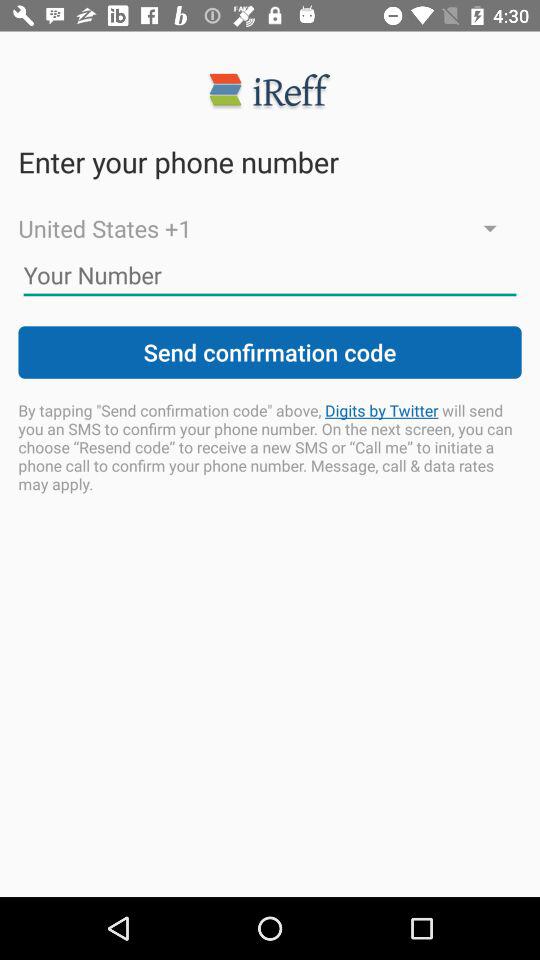 4:30
iReff
Enter your phone number
United States +1
Your Number
Send confirmation code
By tapping "Send confirmation code" above, Digits by Twitter will send
you an SMS to confirm your phone number. On the next screen, you can
choose “Resend code” to receive a new SMS or “Call me” to initiate a
phone call to confirm your phone number. Message, call & data rates
may apply.